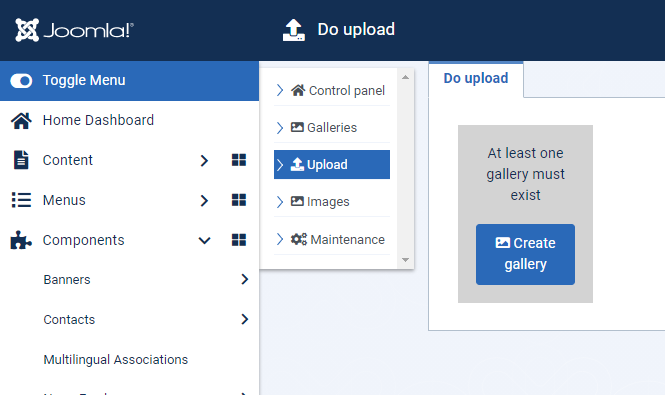 Joomla!®
Do upload
Toggle Menu
Home Dashboard
Content
Menus
Components
Banners
Contacts
Multilingual Associations
Control panel
Galleries
Upload
Images
Maintenance
Do upload
At least one
gallery must
exist
Create
gallery